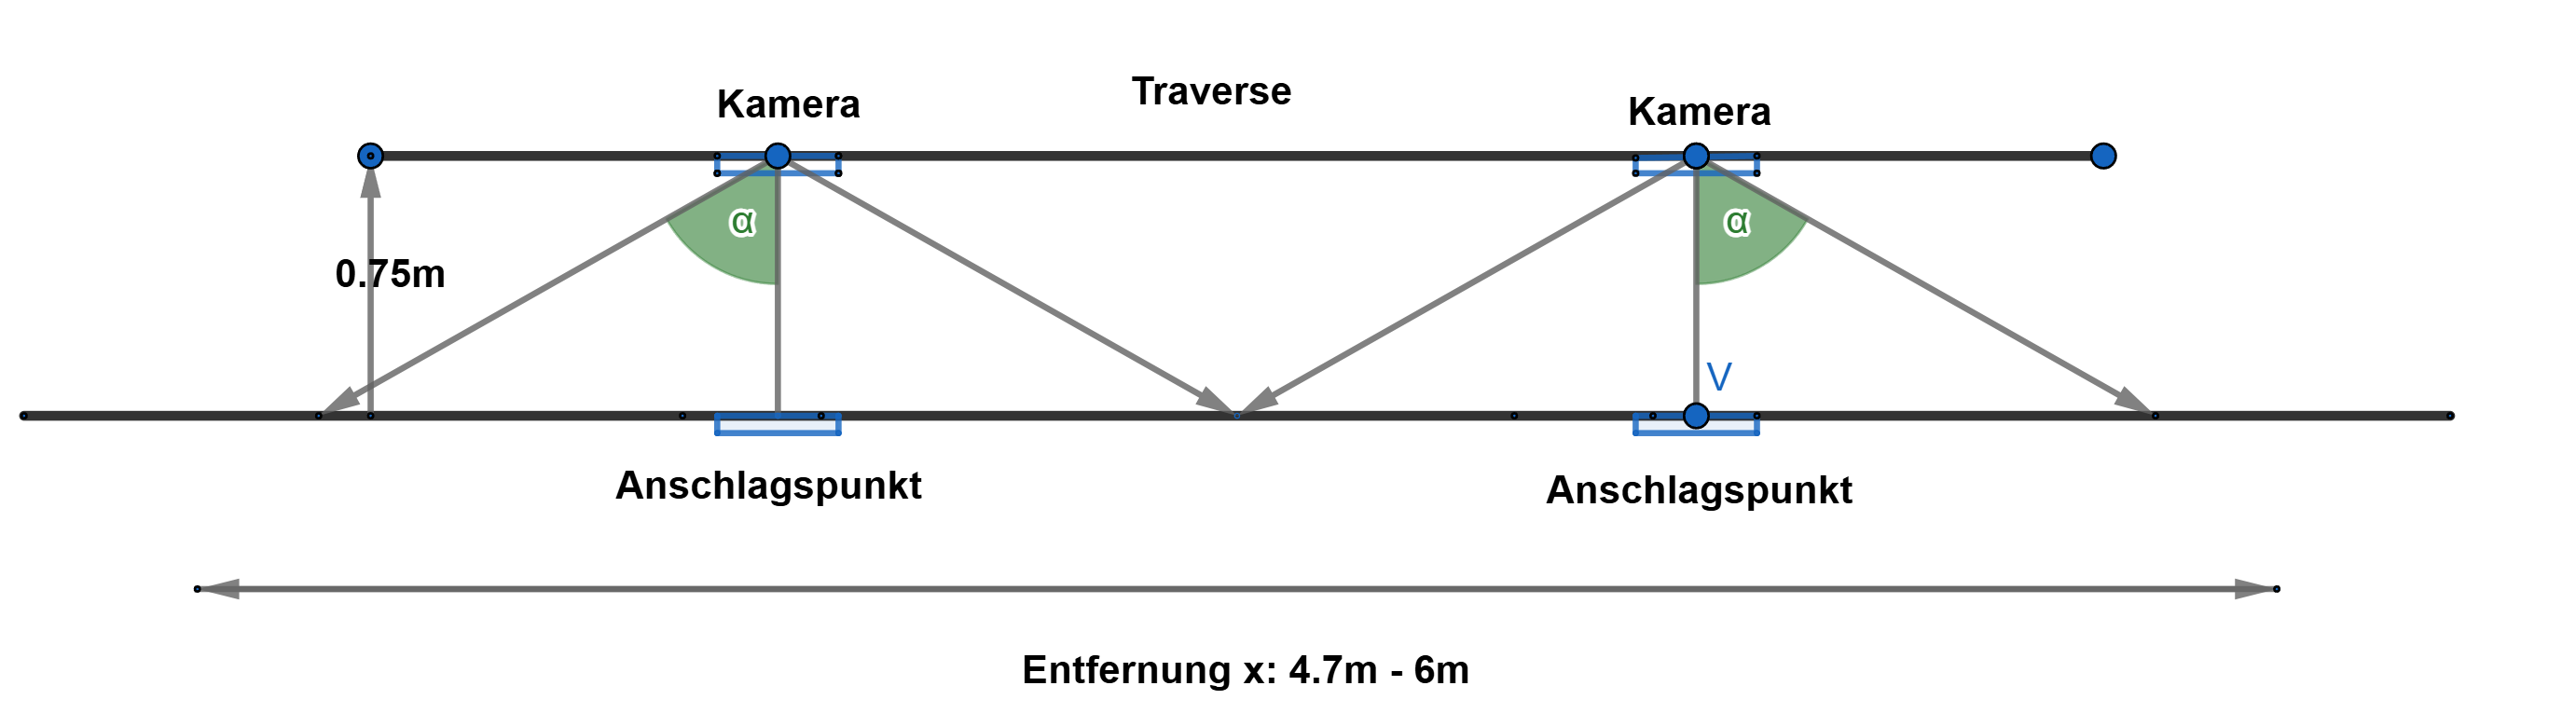 Kamera
Traverse
Kamera
α
α
0.75m
V
Anschlagspunkt
Anschlagspunkt
Entfernung x: 4.7m - 6m